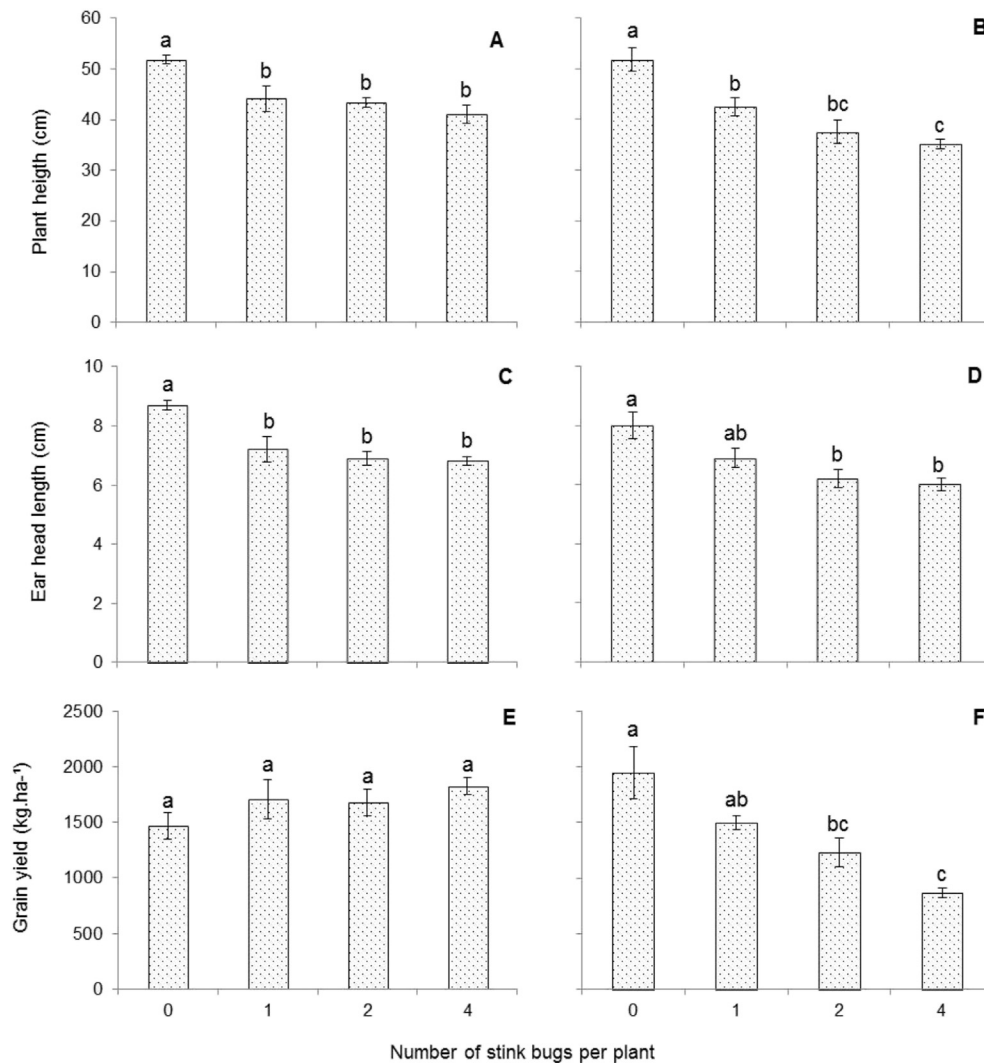 60
50
40
30
20
10
0
Plant heigth (cm)
a
b
b
b
A
a
b
bc
c
B
10
8
6
4
2
0
Ear head length (cm)
a
b
b
b
C
a
ab
b
b
D
2500
2000
1500
1000
500
0
Grain yield (kg.ha-¹)
a
a
a
a
E
a
ab
bc
c
F
0 1 2 4
0 1 2 4
Number of stink bugs per plant